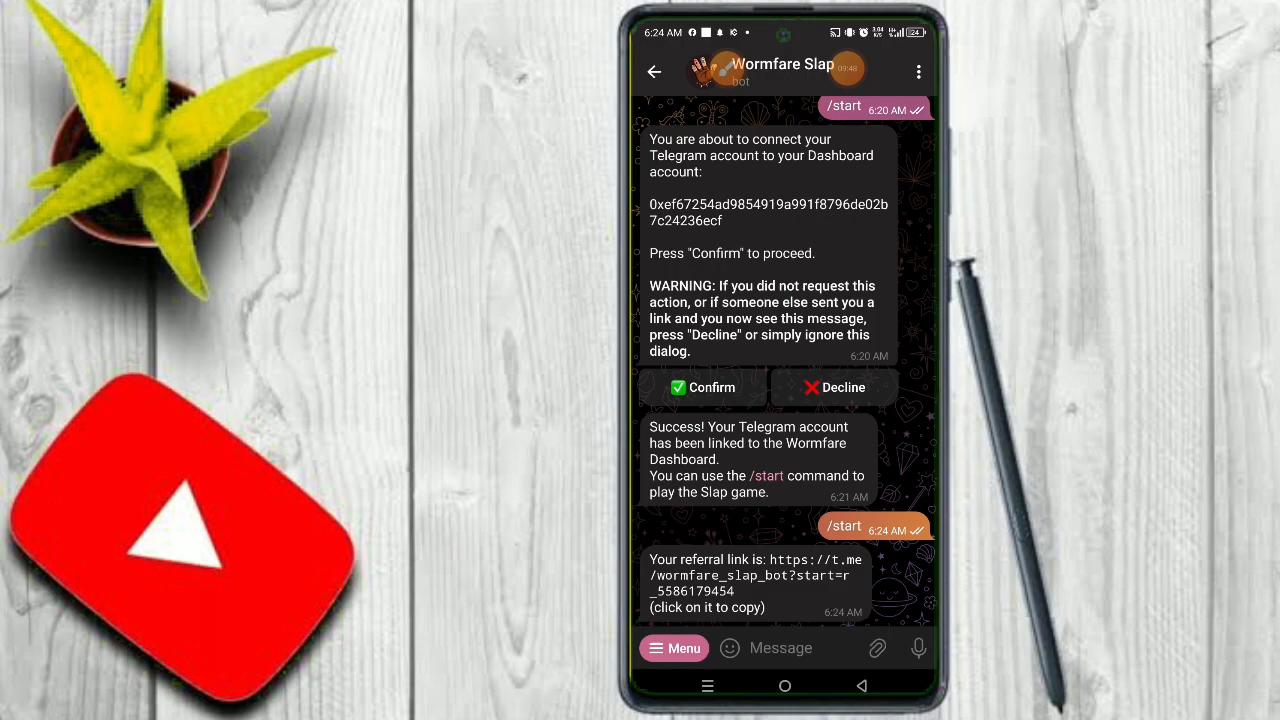 6:24 AM
3.04
K/S
24
Wormfare Slap
09:48
bot
/start 6:20 AM
You are about to connect your
Telegram account to your Dashboard
account:
0xef67254ad9854919a991f8796de02b
7c24236ecf
Press "Confirm" to proceed.
WARNING: If you did not request this
action, or if someone else sent you a
link and you now see this message,
press "Decline" or simply ignore this
dialog.
6:20 AM
Confirm
Decline
Success! Your Telegram account
has been linked to the Wormfare
Dashboard.
You can use the /start command to
play the Slap game.
6:21 AM
/start 6:24 AM
Your referral link is: https://t.me
/wormfare_slap_bot?start=r
_5586179454
(click on it to copy)
6:24 AM
Menu
Message